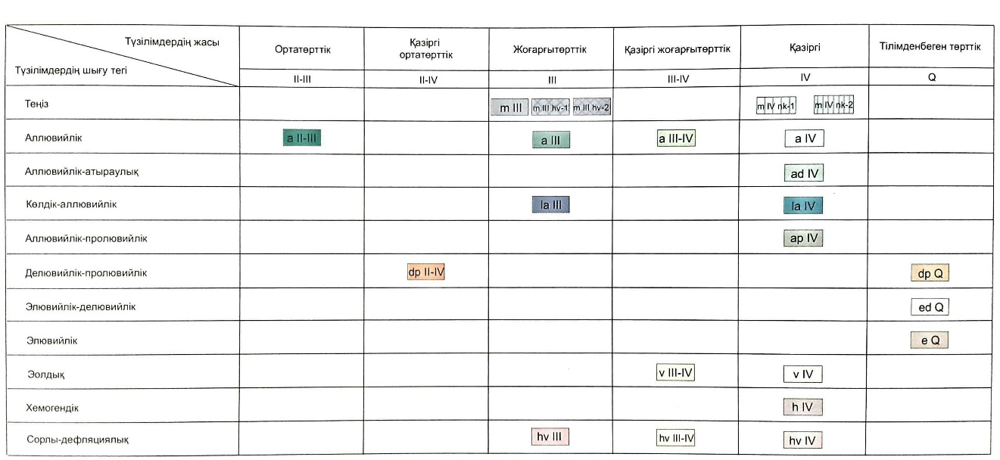 Түзілімдердің жасы
Түзілімдердің шығу тегі
Ортатөрттік
Қазіргі
ортатөрттік
Жоғарғытөрттік
Қазіргі жоғарғытөрттік
Қазіргі
Тілімденбеген төрттік
II-III
II-IV
III
III-IV
IV
Q
Теңіз
m III
m III hv-1
m III hv-2
m IV nk-1
m IV nk-2
Аллювийлік
a II-III
a III
a III-IV
a IV
Аллювийлік-атыраулық
ad IV
Көлдік-аллювийлік
la III
la IV
Аллювийлік-пролювийлік
ap IV
Делювийлік-пролювийлік
dp II-IV
dp Q
Элювийлік-делювийлік
ed Q
Элювийлік
e Q
Эолдық
v III-IV
v IV
Хемогендік
h IV
Сорлы-дефляциялық
hv III
hv III-IV
hv IV